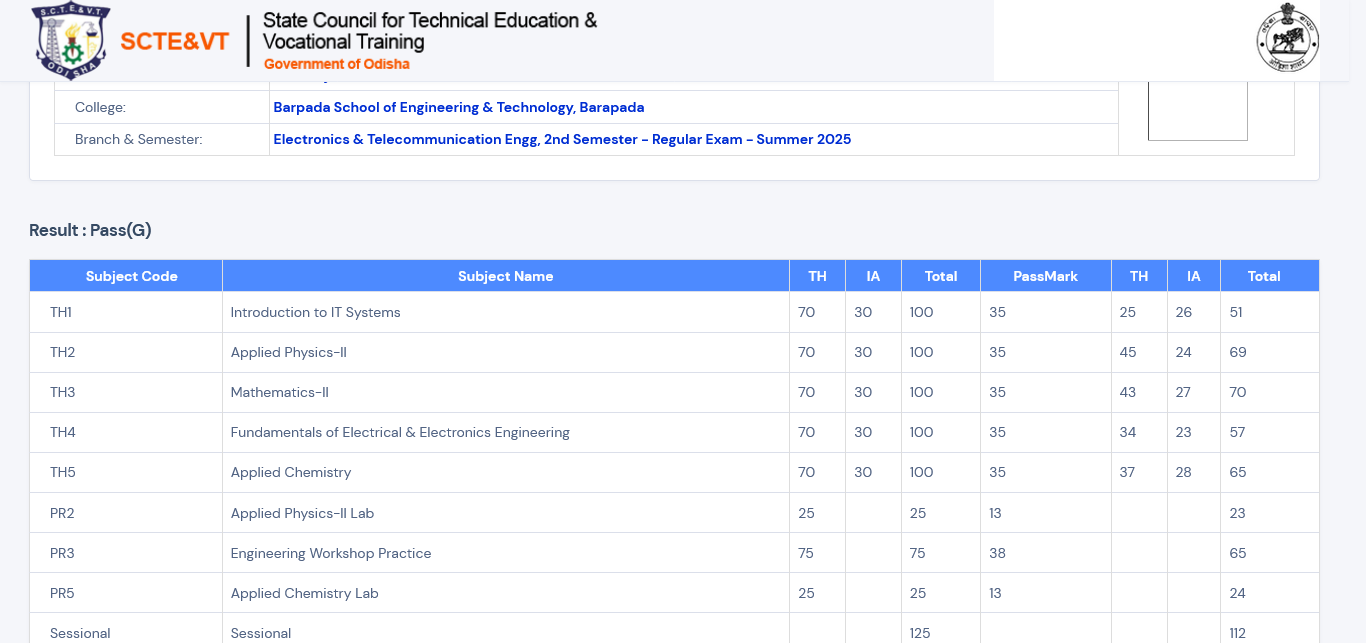 S.C.T.E.&V.T.
ODISHA
SCTE&VT
State Council for Technical Education &
Vocational Training
Government of Odisha
College: Barpada School of Engineering & Technology, Barapada
Branch & Semester: Electronics & Telecommunication Engg, 2nd Semester - Regular Exam - Summer 2025
Result : Pass(G)
Subject Code Subject Name TH IA Total PassMark TH IA Total
TH1 Introduction to IT Systems 70 30 100 35 25 26 51
TH2 Applied Physics-II 70 30 100 35 45 24 69
TH3 Mathematics-II 70 30 100 35 43 27 70
TH4 Fundamentals of Electrical & Electronics Engineering 70 30 100 35 34 23 57
TH5 Applied Chemistry 70 30 100 35 37 28 65
PR2 Applied Physics-II Lab 25 25 13 23
PR3 Engineering Workshop Practice 75 75 38 65
PR5 Applied Chemistry Lab 25 25 13 24
Sessional Sessional 125 112